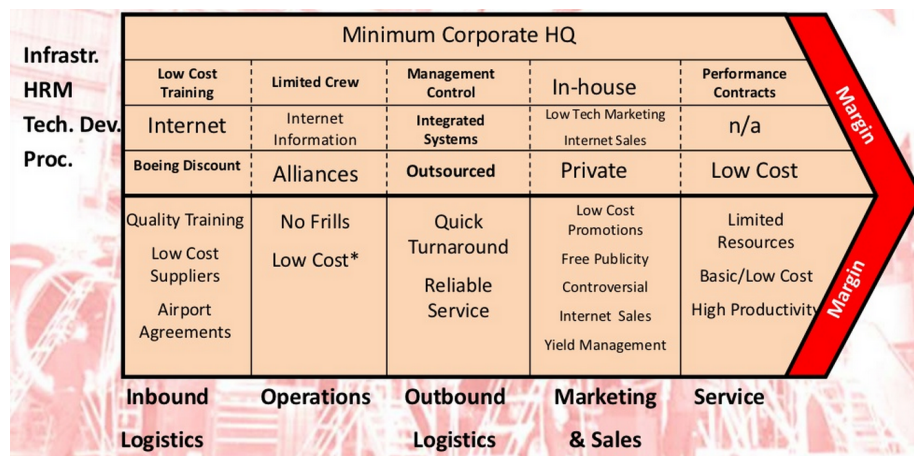 Minimum Corporate HQ
Infrastr.
HRM
Tech. Dev.
Proc.
Low Cost
Training
Limited Crew
Management
Control
In-house
Performance
Contracts
Internet
Internet
Information
Integrated
Systems
Low Tech Marketing
Internet Sales
n/a
Boeing Discount
Alliances
Outsourced
Private
Low Cost
Margin
Quality Training
Low Cost
Suppliers
Airport
Agreements
No Frills
Low Cost*
Quick
Turnaround
Reliable
Service
Low Cost
Promotions
Free Publicity
Controversial
Internet Sales
Yield Management
Limited
Resources
Basic/Low Cost
High Productivity
Margin
Inbound
Logistics
Operations
Outbound
Logistics
Marketing
& Sales
Service